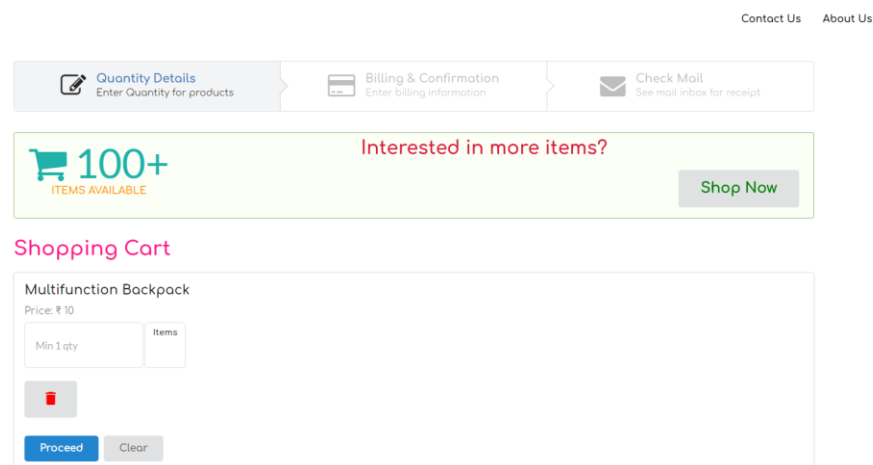 Contact Us About Us
Quantity Details
Enter Quantity for products
Billing & Confirmation
Enter billing information
Check Mail
See mail inbox for receipt
100+
ITEMS AVAILABLE
Interested in more items?
Shop Now
Shopping Cart
Multifunction Backpack
Price: ₹ 10
Min 1 qty
Items
Proceed Clear